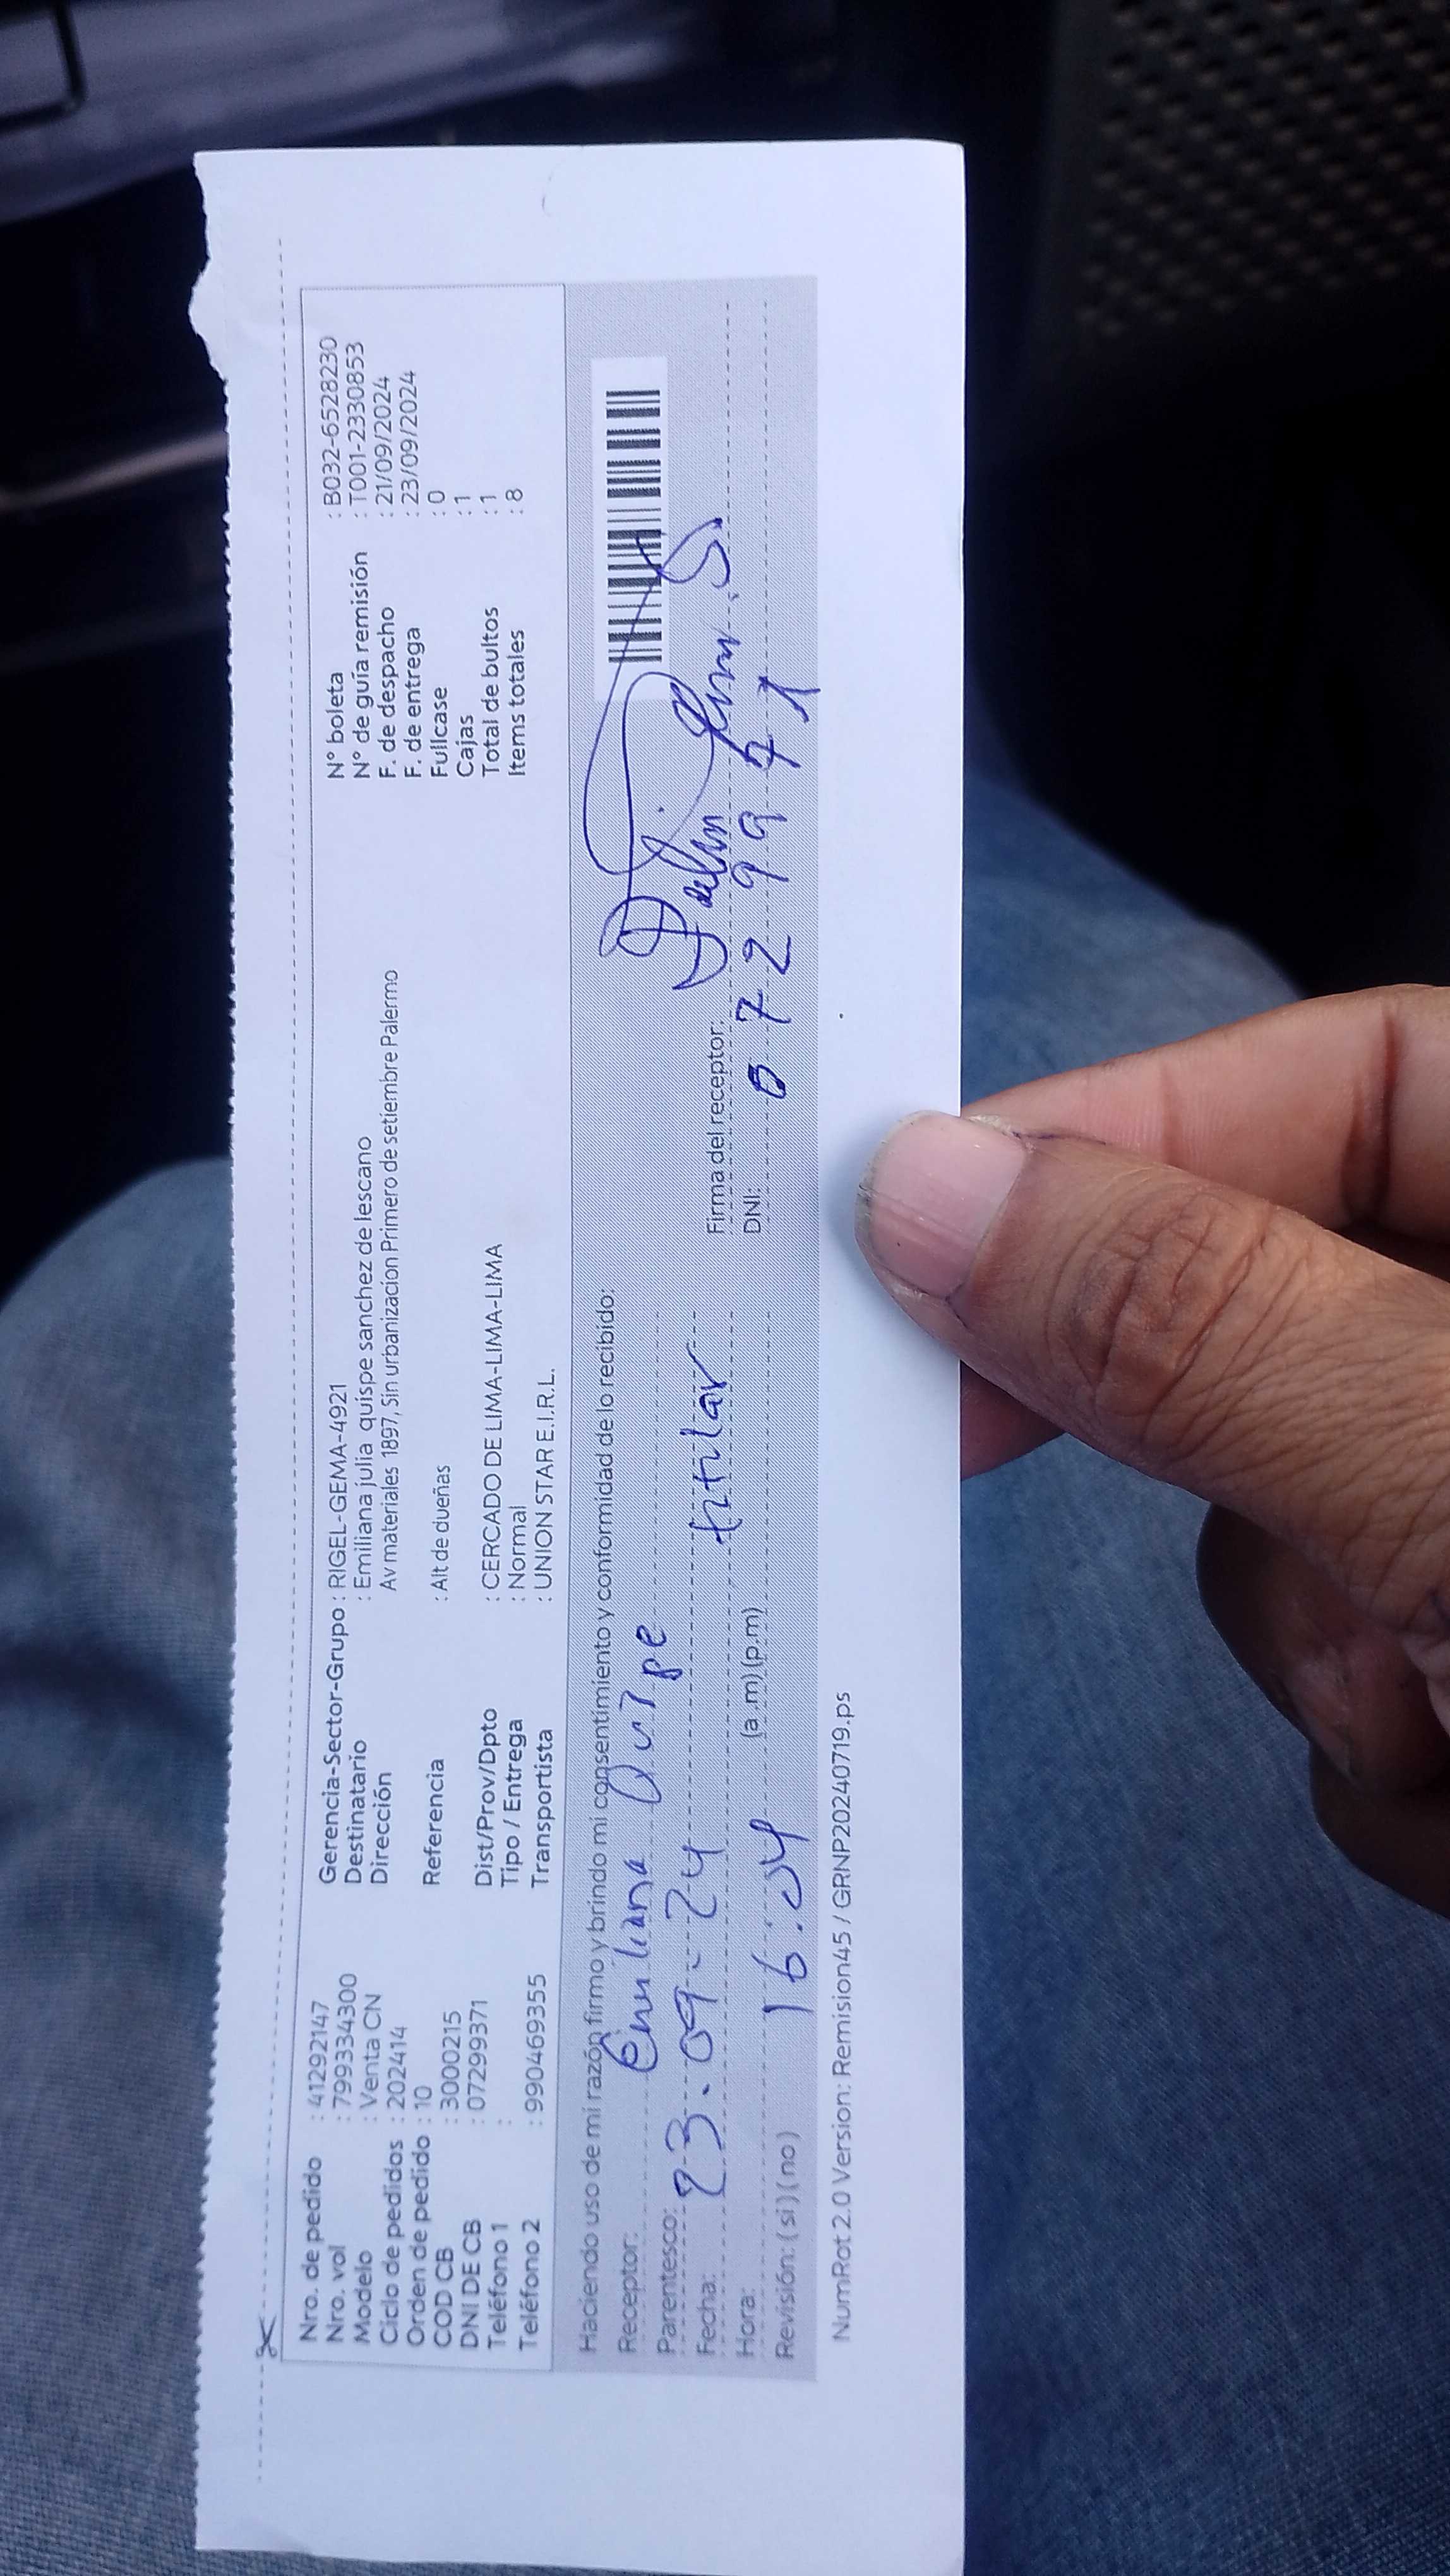 Nro. de pedido : 41292147
Nro. vol : 799334300
Modelo : Venta CN
Ciclo de pedidos : 202414
Orden de pedido : 10
COD CB : 3000215
DNI DE CB : 07299371
Teléfono 1 :
Teléfono 2 : 990469355
Gerencia-Sector-Grupo : RIGEL-GEMA-4921
Destinatario : Emiliana julia quispe sanchez de lescano
Dirección Av materiales 1897, Sin urbanizacion Primero de setiembre Palermo
Referencia : Alt de dueñas
Dist/Prov/Dpto : CERCADO DE LIMA-LIMA-LIMA
Tipo / Entrega : Normal
Transportista : UNION STAR E.I.R.L.
N° boleta : B032-6528230
N° de guía remisión : T001-2330853
F. de despacho : 21/09/2024
F. de entrega : 23/09/2024
Fullcase : 0
Cajas : 1
Total de bultos : 1
Items totales : 8
Haciendo uso de mi razón firmo y brindo mi consentimiento y conformidad de lo recibido:
Receptor: Emiliana Quispe
Parentesco: titular
Fecha: 23.09-24
Hora: 16:04 (a.m) (p.m)
Revisión: ( si ) ( no )
Firma del receptor:
DNI: 07299371
NumRot 2.0 Version: Remision45 / GRNP20240719.ps